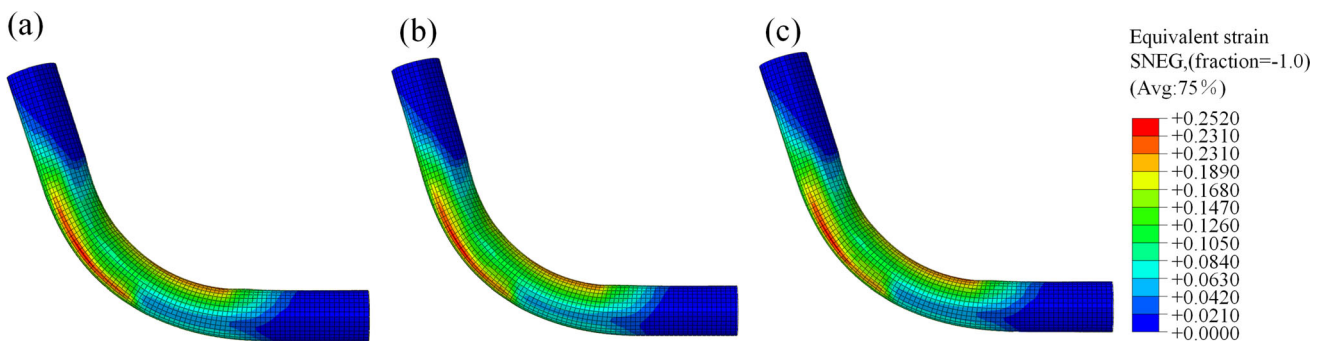 (a)
(b)
(c)
Equivalent strain
SNEG,(fraction=-1.0)
(Avg:75%)
+0.2520
+0.2310
+0.2310
+0.1890
+0.1680
+0.1470
+0.1260
+0.1050
+0.0840
+0.0630
+0.0420
+0.0210
+0.0000